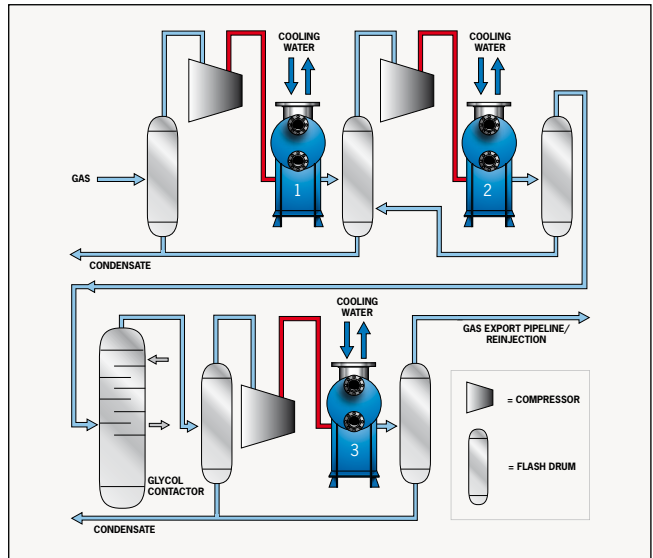 COOLING
WATER
COOLING
WATER
GAS
1
2
CONDENSATE
COOLING
WATER
GAS EXPORT PIPELINE/
REINJECTION
= COMPRESSOR
3
GLYCOL
CONTACTOR
= FLASH DRUM
CONDENSATE